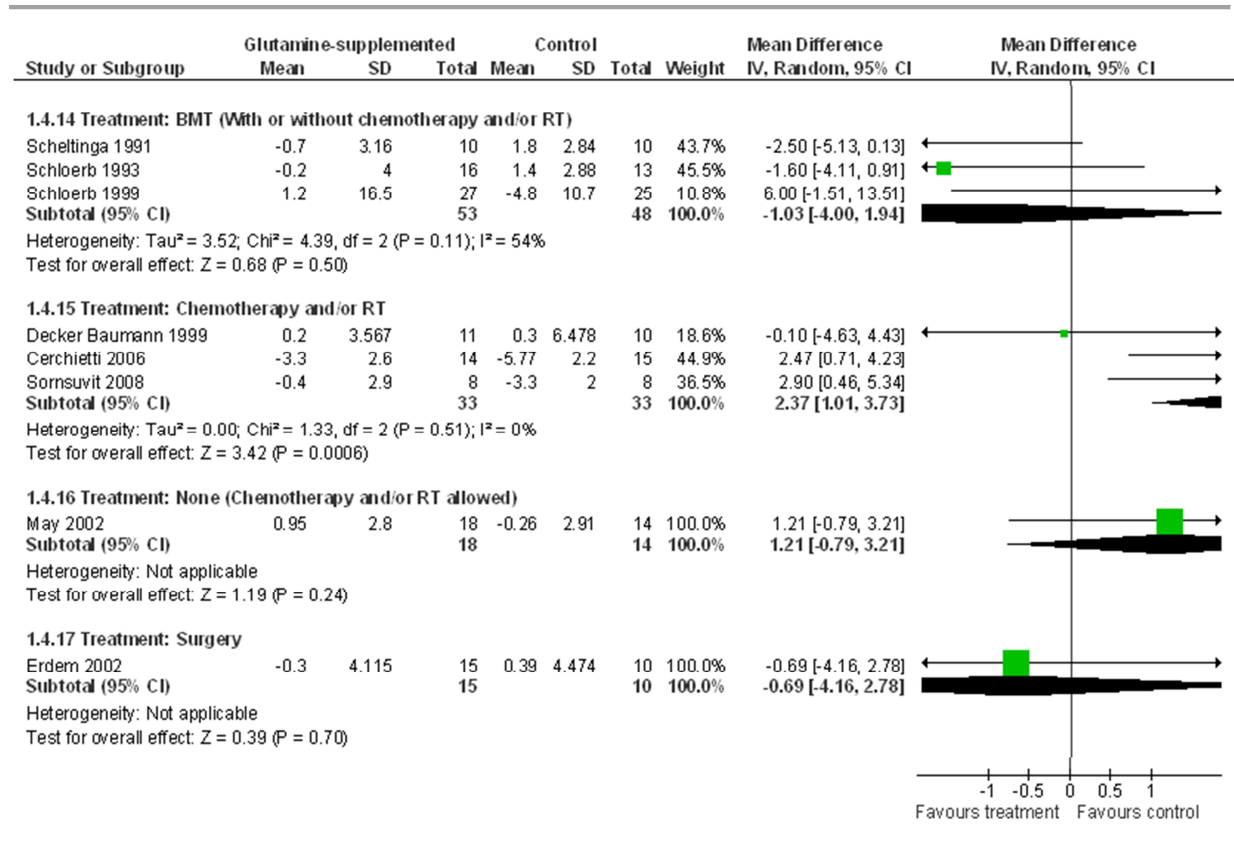 Glutamine-supplemented Control Mean Difference Mean Difference
Study or Subgroup Mean SD Total Mean SD Total Weight IV, Random, 95% CI IV, Random, 95% CI
1.4.14 Treatment: BMT (With or without chemotherapy and/or RT)
Scheltinga 1991 -0.7 3.16 10 1.8 2.84 10 43.7% -2.50 [-5.13, 0.13]
Schloerb 1993 -0.2 4 16 1.4 2.88 13 45.5% -1.60 [-4.11, 0.91]
Schloerb 1999 1.2 16.5 27 -4.8 10.7 25 10.8% 6.00 [-1.51, 13.51]
Subtotal (95% CI) 53 48 100.0% -1.03 [-4.00, 1.94]
Heterogeneity: Tau² = 3.52; Chi² = 4.39, df = 2 (P = 0.11); I² = 54%
Test for overall effect: Z = 0.68 (P = 0.50)
1.4.15 Treatment: Chemotherapy and/or RT
Decker Baumann 1999 0.2 3.567 11 0.3 6.478 10 18.6% -0.10 [-4.63, 4.43]
Cerchietti 2006 -3.3 2.6 14 -5.77 2.2 15 44.9% 2.47 [0.71, 4.23]
Sornsuvit 2008 -0.4 2.9 8 -3.3 2 8 36.5% 2.90 [0.46, 5.34]
Subtotal (95% CI) 33 33 100.0% 2.37 [1.01, 3.73]
Heterogeneity: Tau² = 0.00; Chi² = 1.33, df = 2 (P = 0.51); I² = 0%
Test for overall effect: Z = 3.42 (P = 0.0006)
1.4.16 Treatment: None (Chemotherapy and/or RT allowed)
May 2002 0.95 2.8 18 -0.26 2.91 14 100.0% 1.21 [-0.79, 3.21]
Subtotal (95% CI) 18 14 100.0% 1.21 [-0.79, 3.21]
Heterogeneity: Not applicable
Test for overall effect: Z = 1.19 (P = 0.24)
1.4.17 Treatment: Surgery
Erdem 2002 -0.3 4.115 15 0.39 4.474 10 100.0% -0.69 [-4.16, 2.78]
Subtotal (95% CI) 15 10 100.0% -0.69 [-4.16, 2.78]
Heterogeneity: Not applicable
Test for overall effect: Z = 0.39 (P = 0.70)
-1 -0.5 0 0.5 1
Favours treatment Favours control